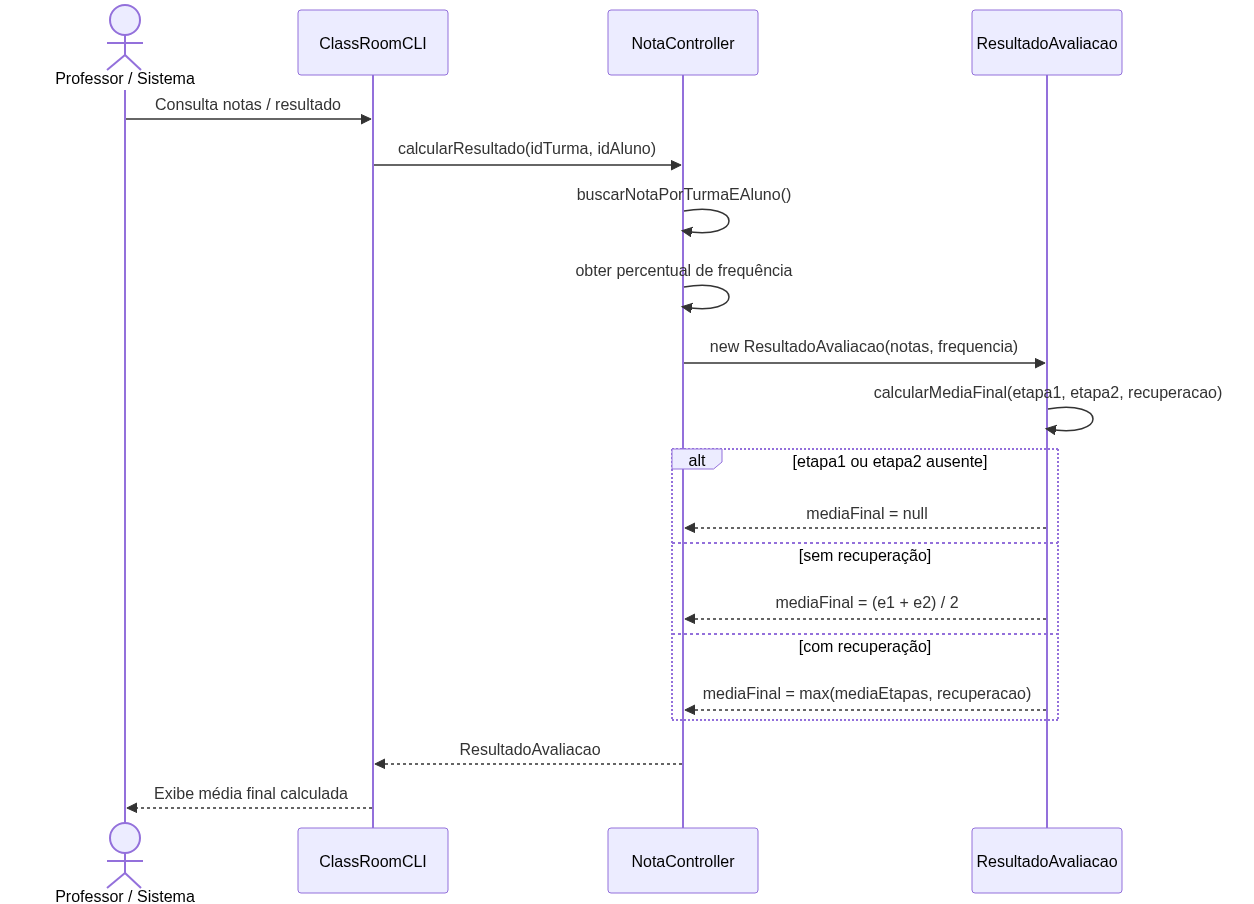 Professor / Sistema
ClassRoomCLI
NotaController
ResultadoAvaliacao
Consulta notas / resultado
calcularResultado(idTurma, idAluno)
buscarNotaPorTurmaEAluno()
obter percentual de frequência
new ResultadoAvaliacao(notas, frequencia)
calcularMediaFinal(etapa1, etapa2, recuperacao)
alt
[etapa1 ou etapa2 ausente]
mediaFinal = null
[sem recuperação]
mediaFinal = (e1 + e2) / 2
[com recuperação]
mediaFinal = max(mediaEtapas, recuperacao)
ResultadoAvaliacao
Exibe média final calculada
Professor / Sistema
ClassRoomCLI
NotaController
ResultadoAvaliacao